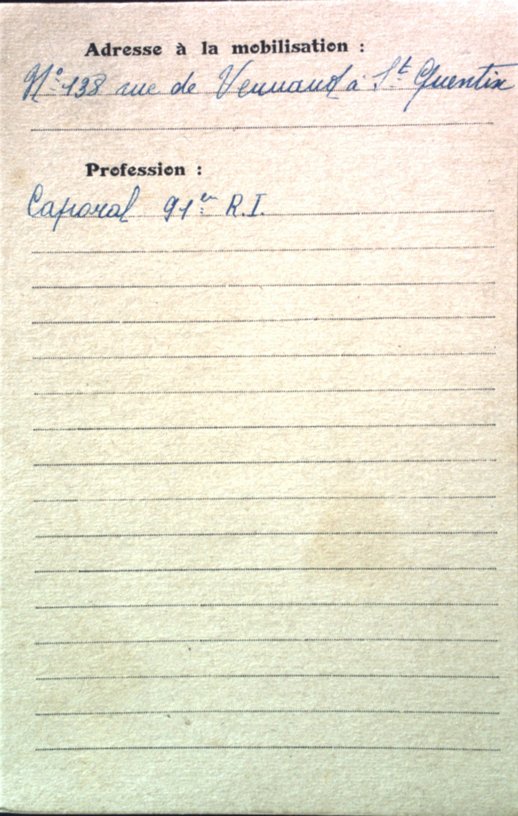 Adresse à la mobilisation :
N° 138 rue de Vermand à St Quentin
Profession :
Caporal 91e R.I.